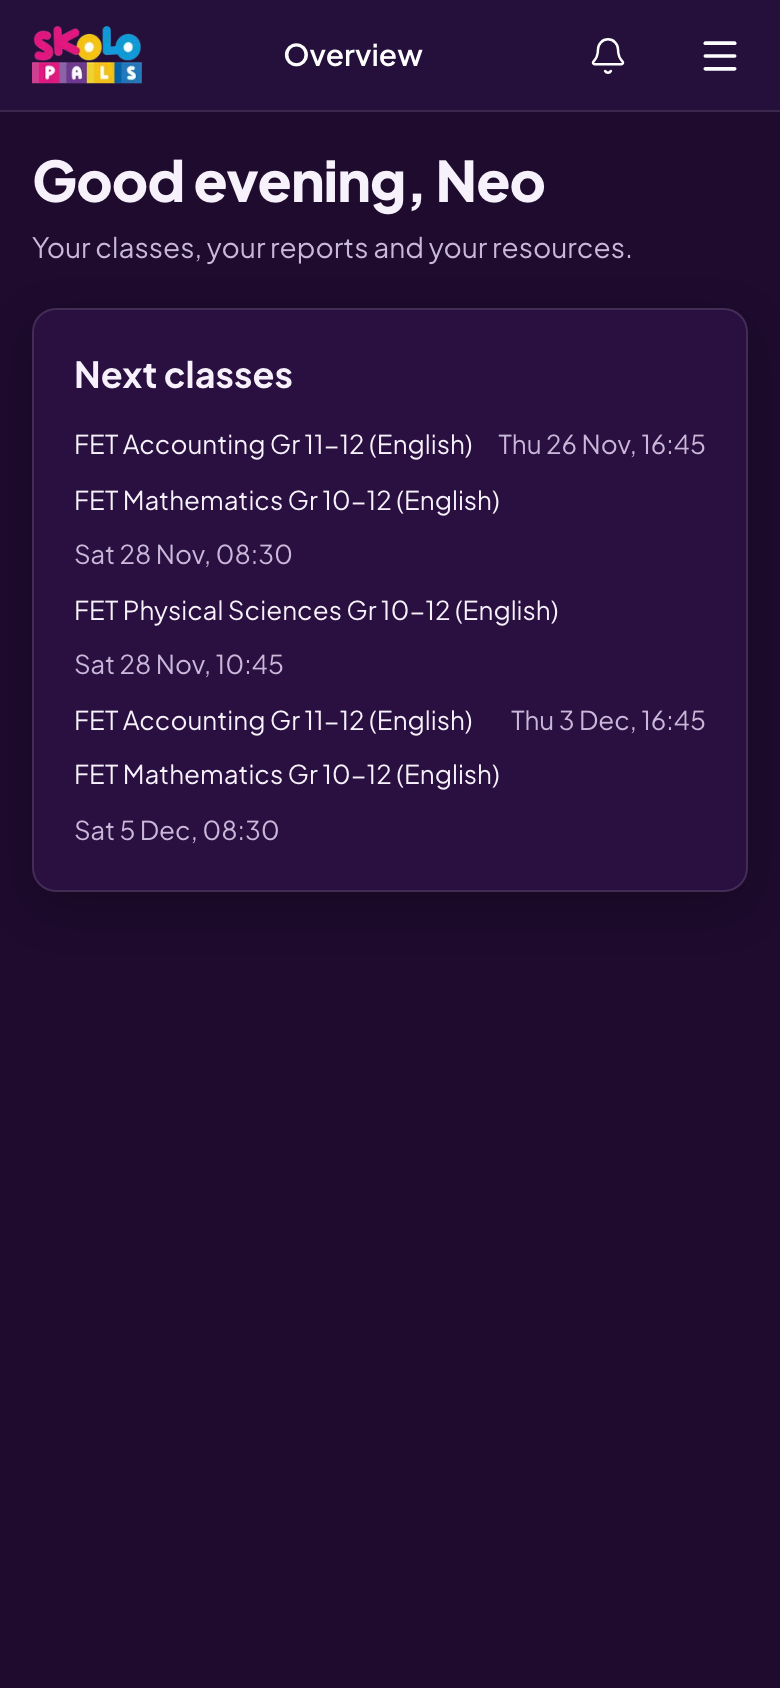 SKOLO
PALS
Overview
Good evening, Neo
Your classes, your reports and your resources.
Next classes
FET Accounting Gr 11–12 (English) Thu 26 Nov, 16:45
FET Mathematics Gr 10–12 (English)
Sat 28 Nov, 08:30
FET Physical Sciences Gr 10–12 (English)
Sat 28 Nov, 10:45
FET Accounting Gr 11–12 (English) Thu 3 Dec, 16:45
FET Mathematics Gr 10–12 (English)
Sat 5 Dec, 08:30